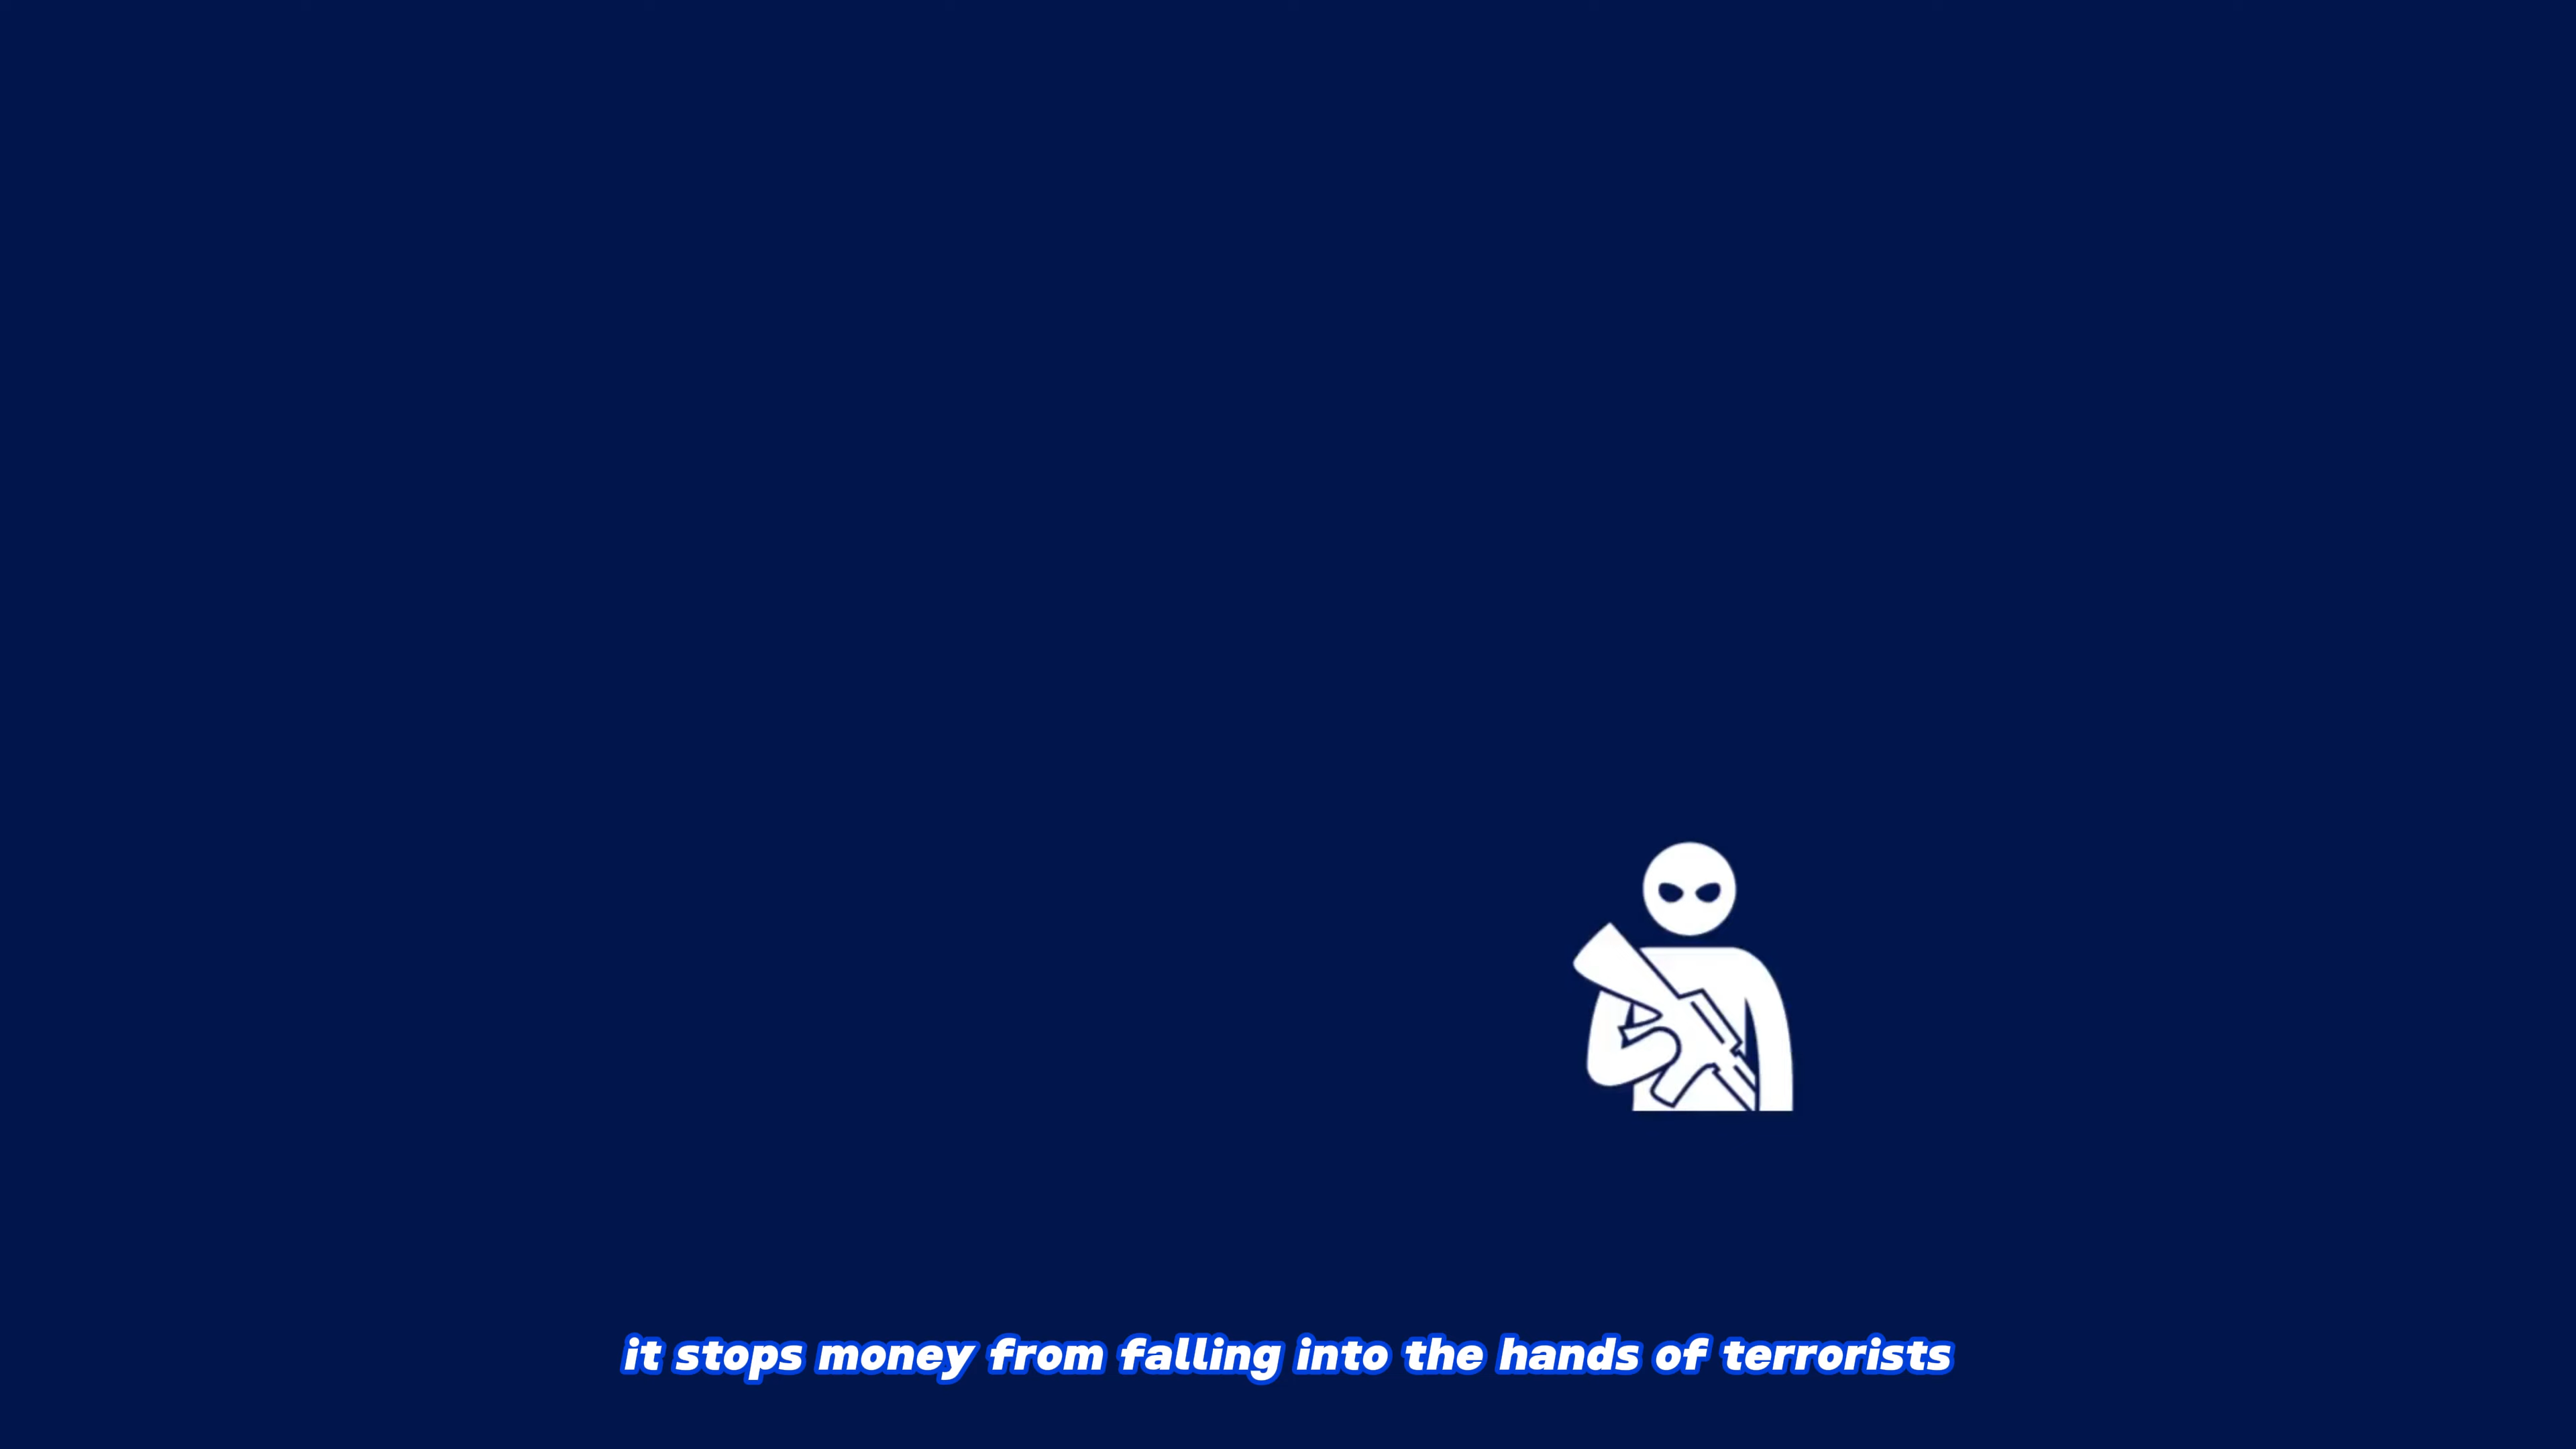 it stops money from falling into the hands of terrorists